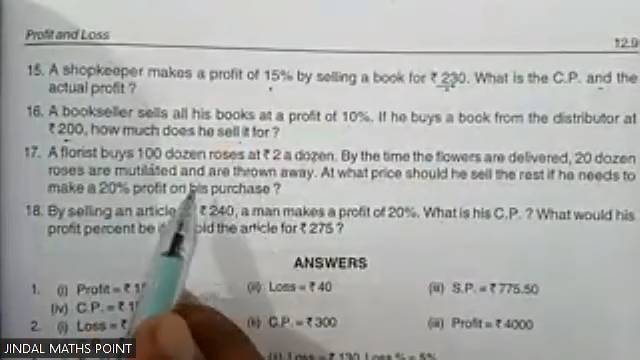 Profit and Loss
12.9
15. A shopkeeper makes a profit of 15% by selling a book for ₹ 230. What is the C.P. and the
actual profit ?
16. A bookseller sells all his books at a profit of 10%. If he buys a book from the distributor at
₹ 200, how much does he sell it for ?
17. A florist buys 100 dozen roses at ₹ 2 a dozen. By the time the flowers are delivered, 20 dozen
roses are mutilated and are thrown away. At what price should he sell the rest if he needs to
make a 20% profit on his purchase ?
18. By selling an article ₹ 240, a man makes a profit of 20%. What is his C.P. ? What would his
profit percent be the article for ₹ 275 ?
ANSWERS
1. (i) Profit = ₹ (ii) Loss = ₹ 40 (iii) S.P. = ₹ 775.50
(iv) C.P. = ₹
2. (i) Loss = ₹ (ii) C.P. = ₹ 300 (iii) Profit = ₹ 4000
Loss = ₹ 130, Loss % = 5%
JINDAL MATHS POINT